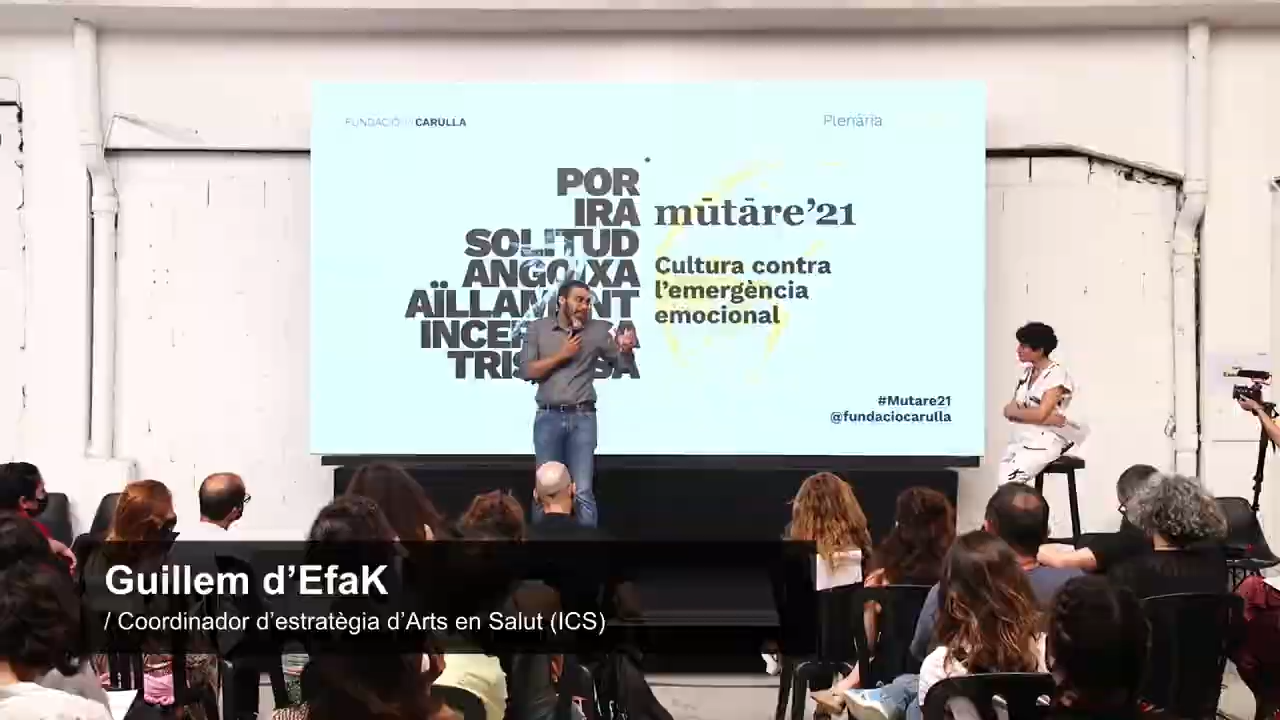 FUNDACIÓ CARULLA
Plenària
POR
IRA
SOLITUD
ANGOIXA
AÏLLAMENT
mūtāre’21
Cultura contra
l’emergència
emocional
#Mutare21
@fundaciocarulla
Guillem d’EfaK
/ Coordinador d’estratègia d’Arts en Salut (ICS)